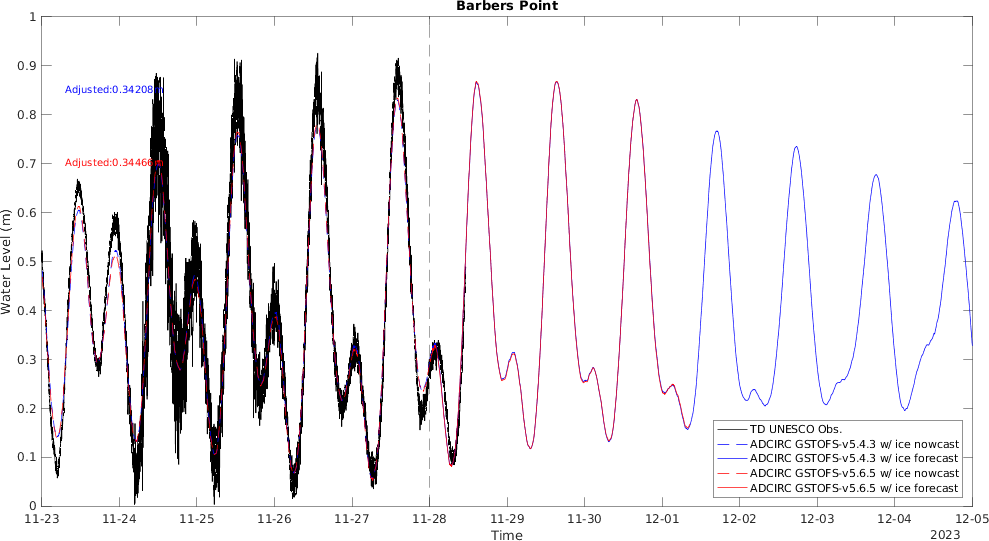 Barbers Point
1
0.9
0.8
0.7
0.6
0.5
0.4
0.3
0.2
0.1
0
Water Level (m)
Adjusted:0.34208m
Adjusted:0.34466m
TD UNESCO Obs.
ADCIRC GSTOFS-v5.4.3 w/ ice nowcast
ADCIRC GSTOFS-v5.4.3 w/ ice forecast
ADCIRC GSTOFS-v5.6.5 w/ ice nowcast
ADCIRC GSTOFS-v5.6.5 w/ ice forecast
11-23 11-24 11-25 11-26 11-27 11-28 11-29 11-30 12-01 12-02 12-03 12-04 12-05
Time
2023